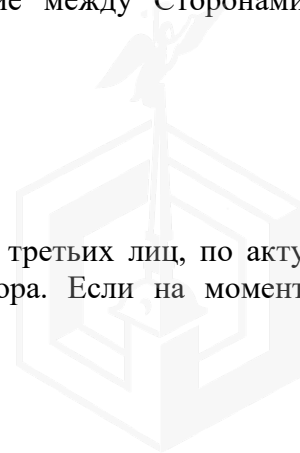 ие между Сторонами
третьих лиц, по акту
ора. Если на момент